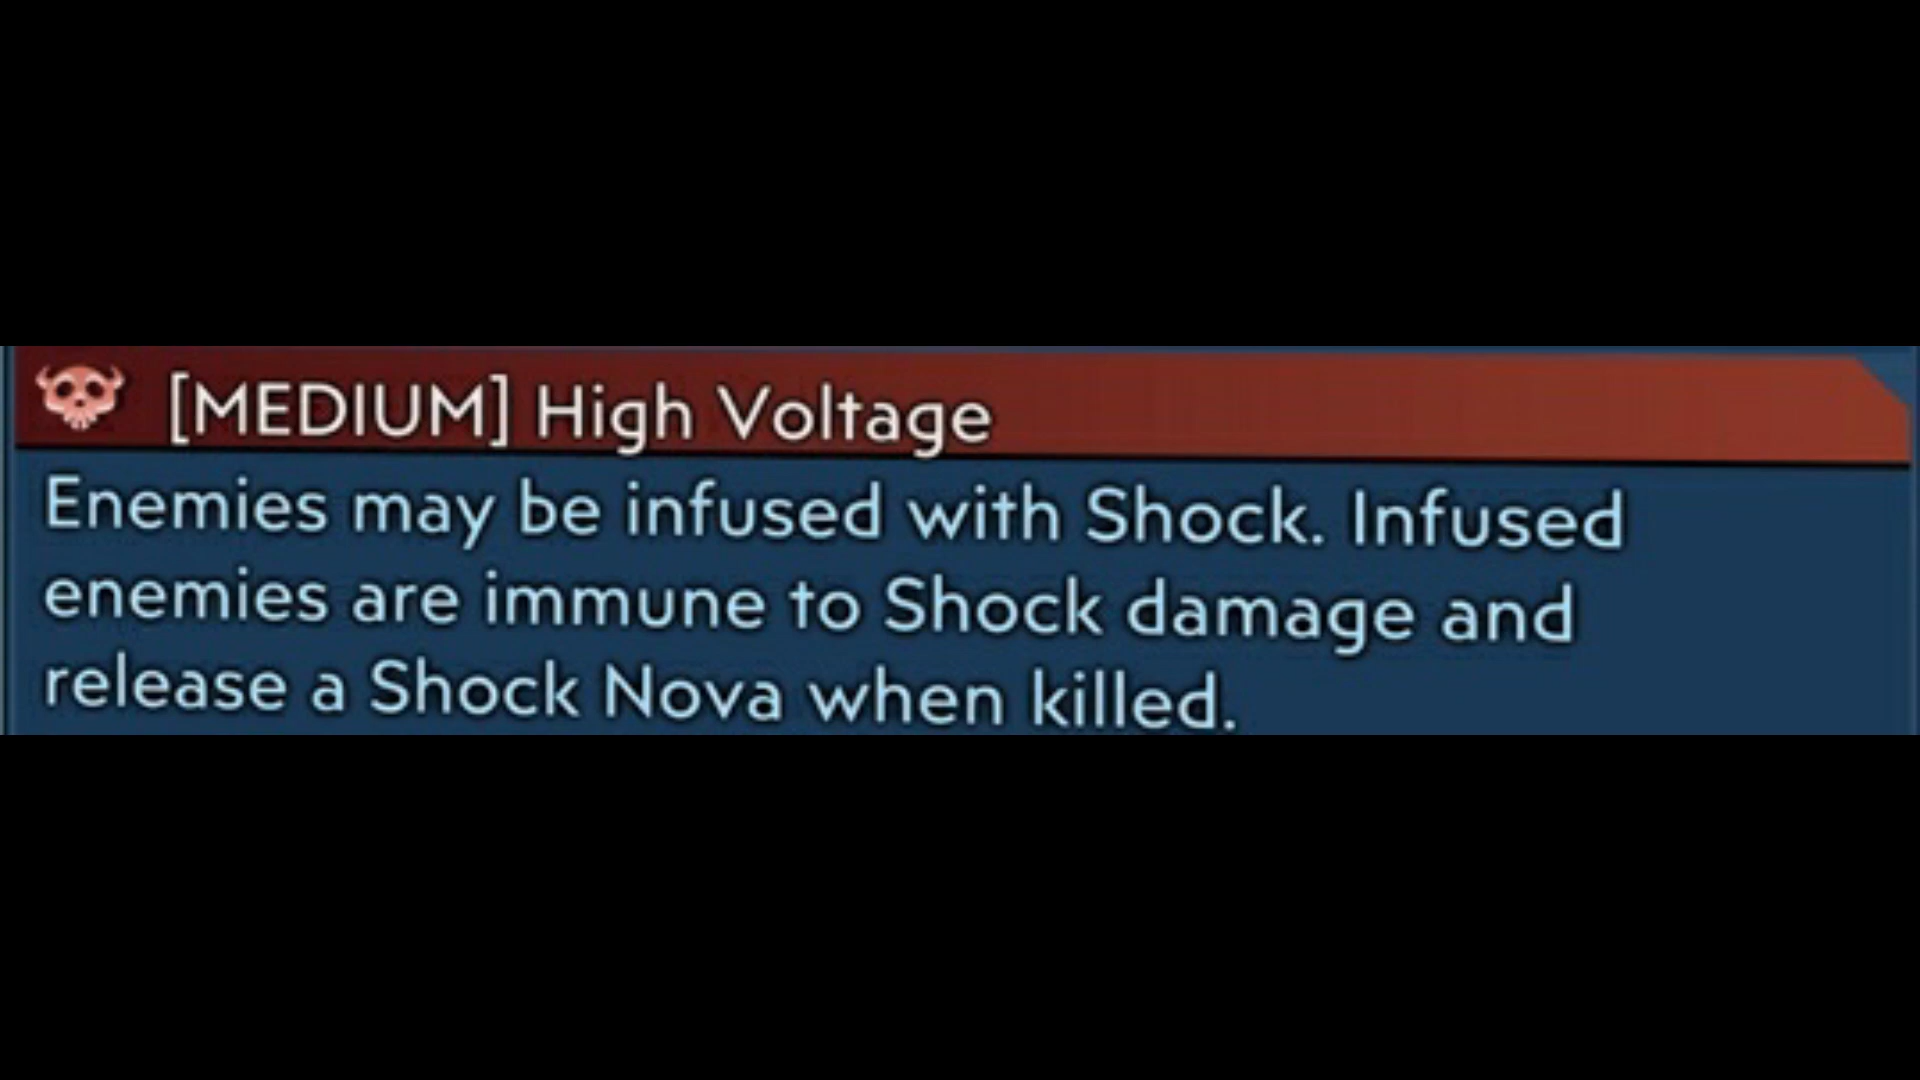 [MEDIUM] High Voltage
Enemies may be infused with Shock. Infused
enemies are immune to Shock damage and
release a Shock Nova when killed.